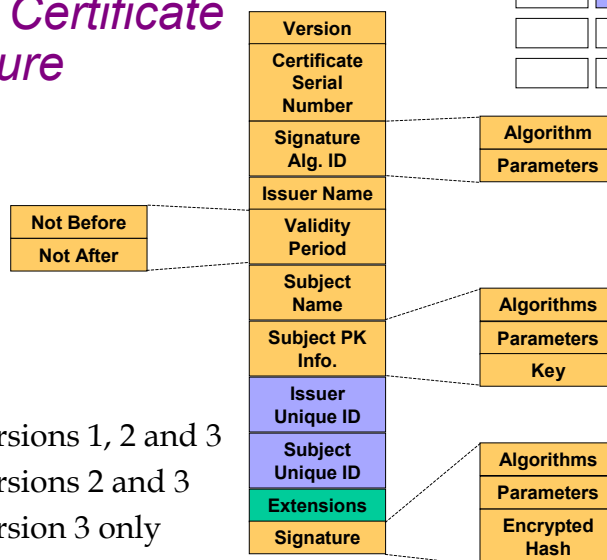 Certificate
ure
Version
Certificate
Serial
Number
Signature
Alg. ID
Issuer Name
Validity
Period
Subject
Name
Subject PK
Info.
Issuer
Unique ID
Subject
Unique ID
Extensions
Signature
Not Before
Not After
Algorithm
Parameters
Algorithms
Parameters
Key
Algorithms
Parameters
Encrypted
Hash
rsions 1, 2 and 3
rsions 2 and 3
rsion 3 only